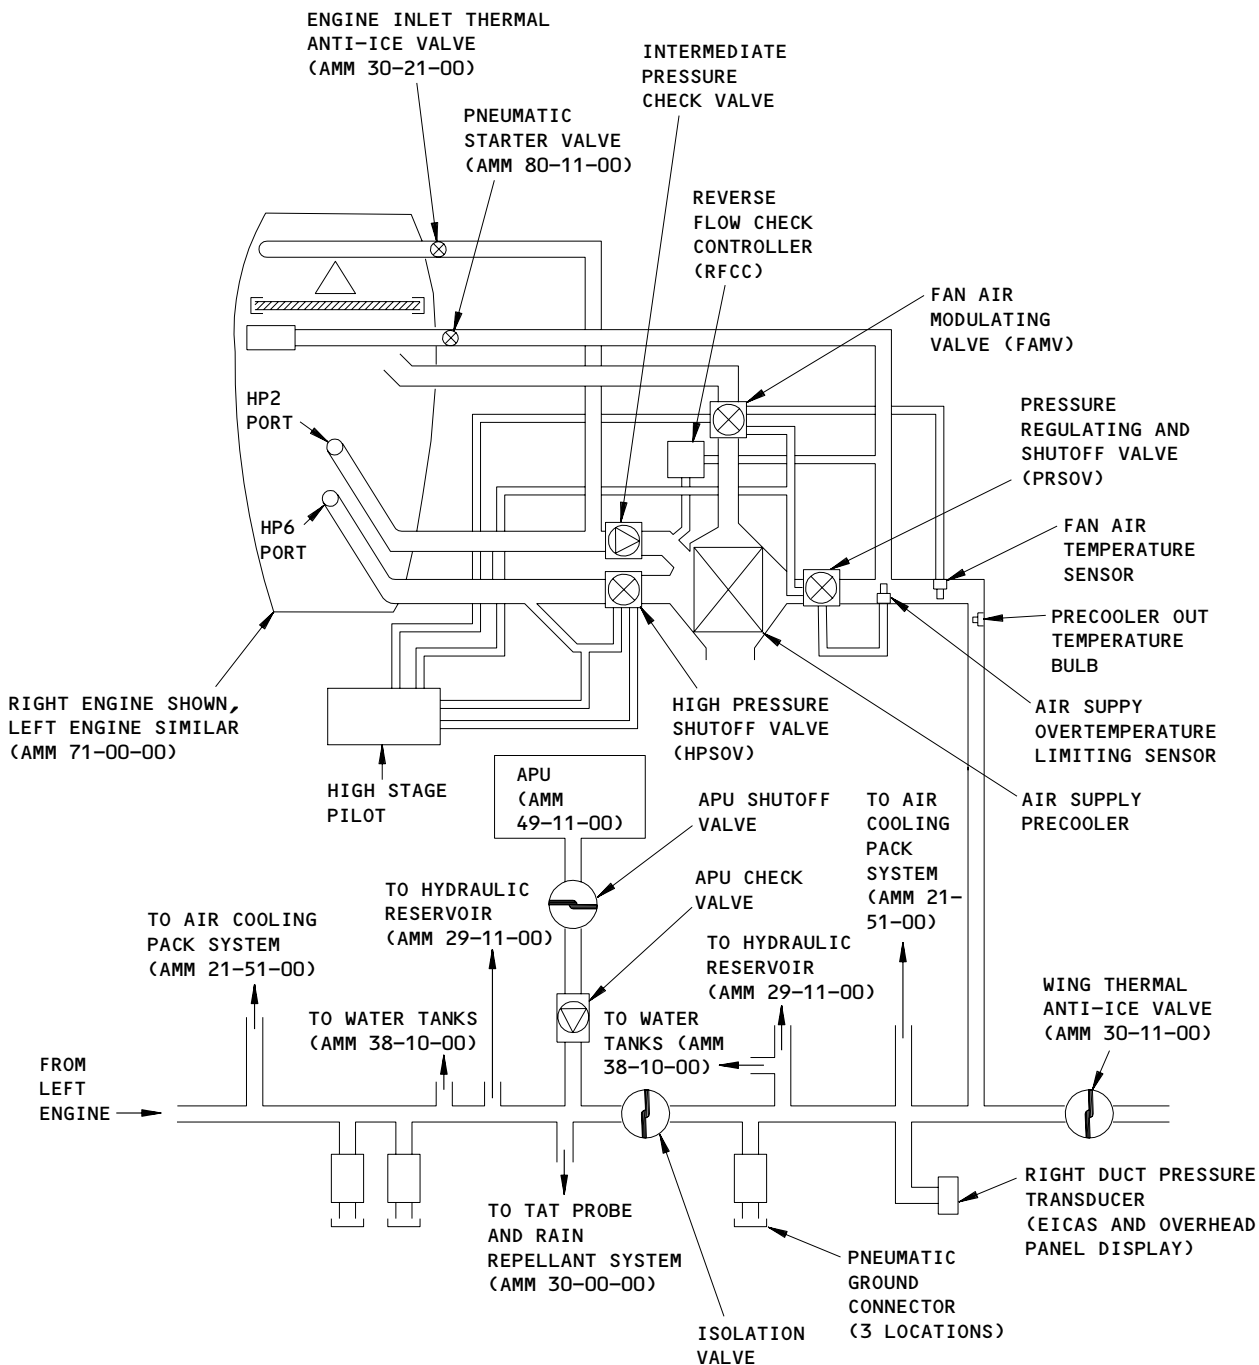 ENGINE INLET THERMAL
ANTI-ICE VALVE
(AMM 30-21-00)
INTERMEDIATE
PRESSURE
CHECK VALVE
PNEUMATIC
STARTER VALVE
(AMM 80-11-00)
REVERSE
FLOW CHECK
CONTROLLER
(RFCC)
FAN AIR
MODULATING
VALVE (FAMV)
HP2
PORT
PRESSURE
REGULATING AND
SHUTOFF VALVE
(PRSOV)
HP6
PORT
FAN AIR
TEMPERATURE
SENSOR
PRECOOLER OUT
TEMPERATURE
BULB
RIGHT ENGINE SHOWN,
LEFT ENGINE SIMILAR
(AMM 71-00-00)
HIGH PRESSURE
SHUTOFF VALVE
(HPSOV)
AIR SUPPY
OVERTEMPERATURE
LIMITING SENSOR
HIGH STAGE
PILOT
APU
(AMM
49-11-00)
APU SHUTOFF
VALVE
TO AIR
COOLING
PACK
SYSTEM
(AMM 21-
51-00)
AIR SUPPLY
PRECOOLER
TO HYDRAULIC
RESERVOIR
(AMM 29-11-00)
APU CHECK
VALVE
TO AIR COOLING
PACK SYSTEM
(AMM 21-51-00)
TO HYDRAULIC
RESERVOIR
(AMM 29-11-00)
WING THERMAL
ANTI-ICE VALVE
(AMM 30-11-00)
TO WATER TANKS
(AMM 38-10-00)
TO WATER
TANKS (AMM
38-10-00)
FROM
LEFT
ENGINE
RIGHT DUCT PRESSURE
TRANSDUCER
(EICAS AND OVERHEAD
PANEL DISPLAY)
TO TAT PROBE
AND RAIN
REPELLANT SYSTEM
(AMM 30-00-00)
PNEUMATIC
GROUND
CONNECTOR
(3 LOCATIONS)
ISOLATION
VALVE